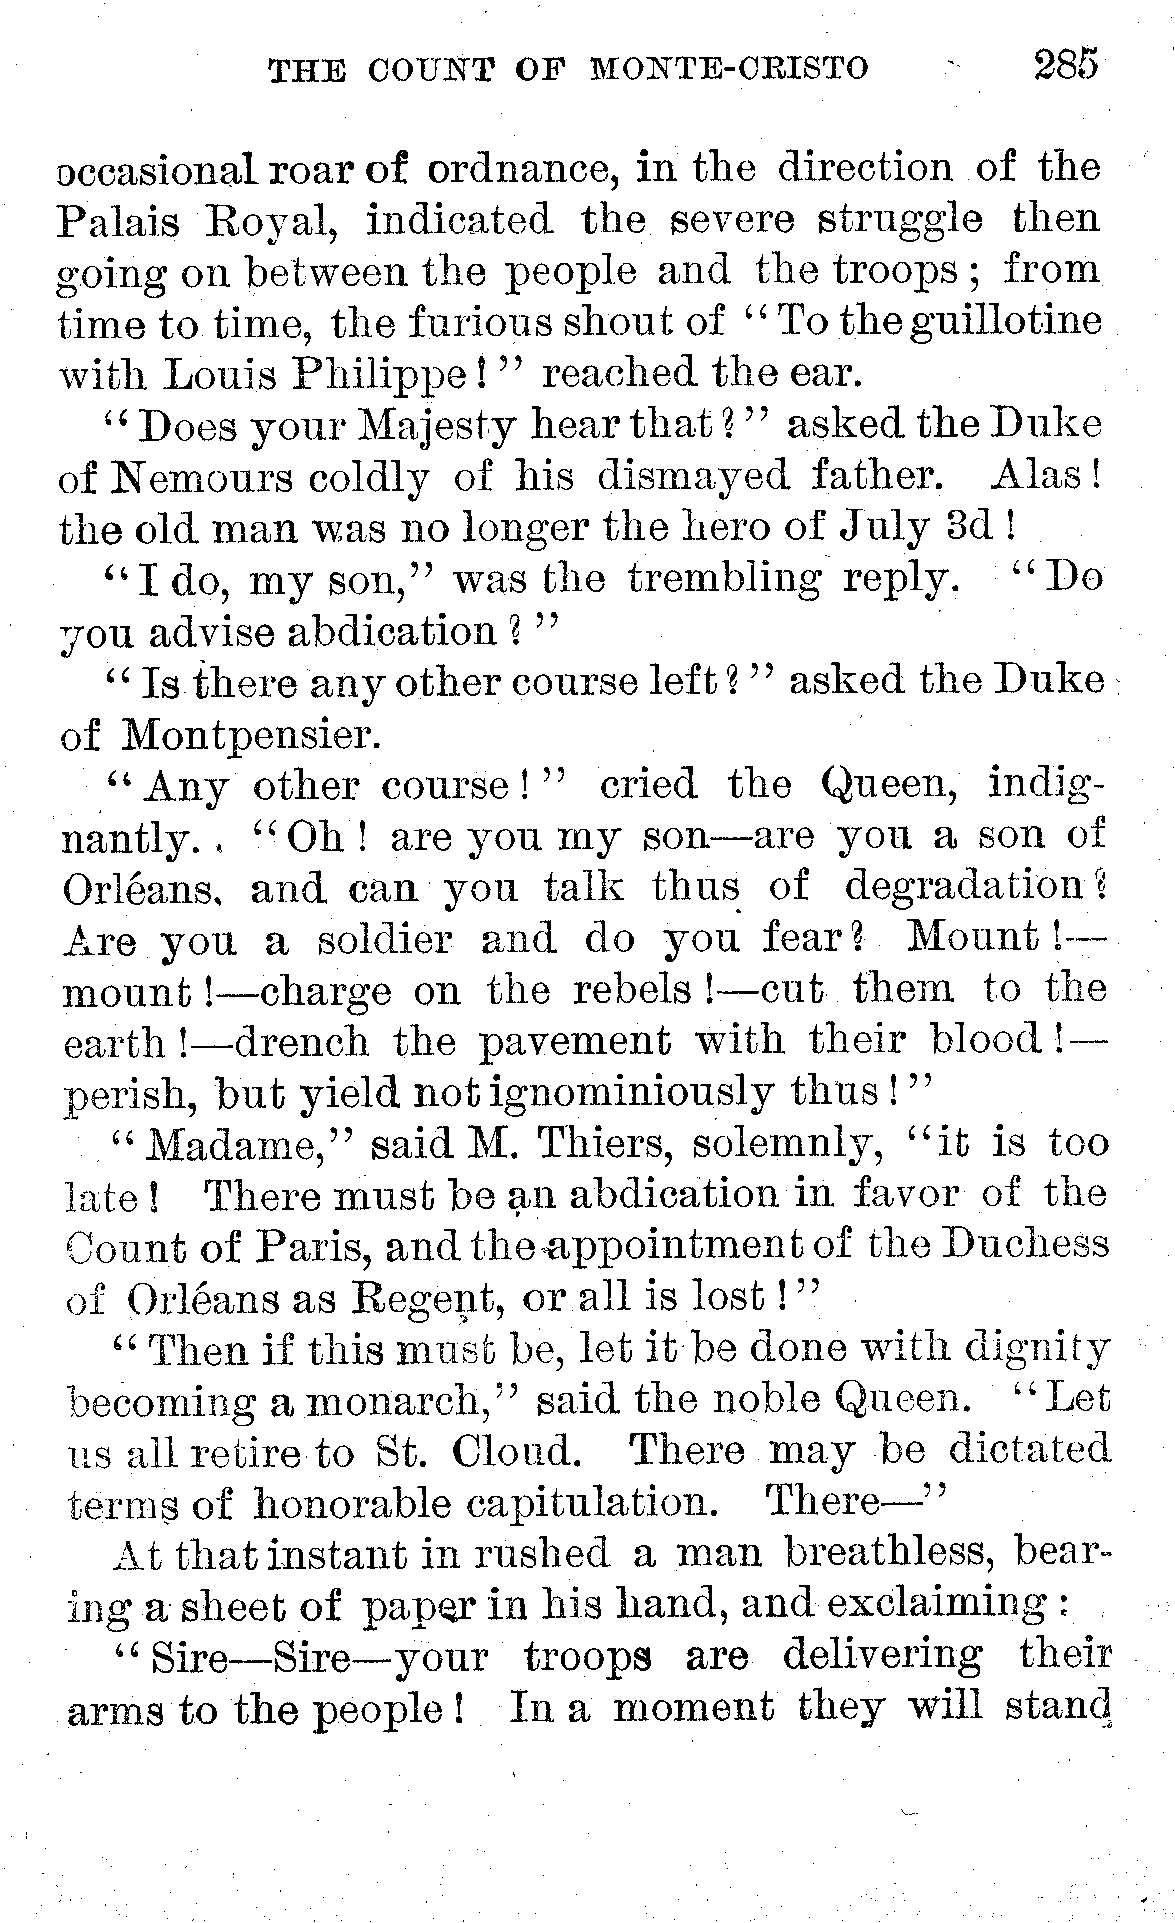 THE COUNT OF MONTE-CRISTO 285
occasional roar of ordnance, in the direction of the
Palais Royal, indicated the severe struggle then
going on between the people and the troops; from
time to time, the furious shout of “To the guillotine
with Louis Philippe!” reached the ear.
“Does your Majesty hear that?” asked the Duke
of Nemours coldly of his dismayed father. Alas!
the old man was no longer the hero of July 3d!
“I do, my son,” was the trembling reply. “Do
you advise abdication?”
“Is there any other course left?” asked the Duke
of Montpensier.
“Any other course!” cried the Queen, indig-
nantly. “Oh! are you my son—are you a son of
Orléans, and can you talk thus of degradation?
Are you a soldier and do you fear? Mount!—
mount!—charge on the rebels!—cut them to the
earth!—drench the pavement with their blood!—
perish, but yield not ignominiously thus!”
“Madame,” said M. Thiers, solemnly, “it is too
late! There must be an abdication in favor of the
Count of Paris, and the appointment of the Duchess
of Orléans as Regent, or all is lost!”
“Then if this must be, let it be done with dignity
becoming a monarch,” said the noble Queen. “Let
us all retire to St. Cloud. There may be dictated
terms of honorable capitulation. There—”
At that instant in rushed a man breathless, bear-
ing a sheet of paper in his hand, and exclaiming:
“Sire—Sire—your troops are delivering their
arms to the people! In a moment they will stand